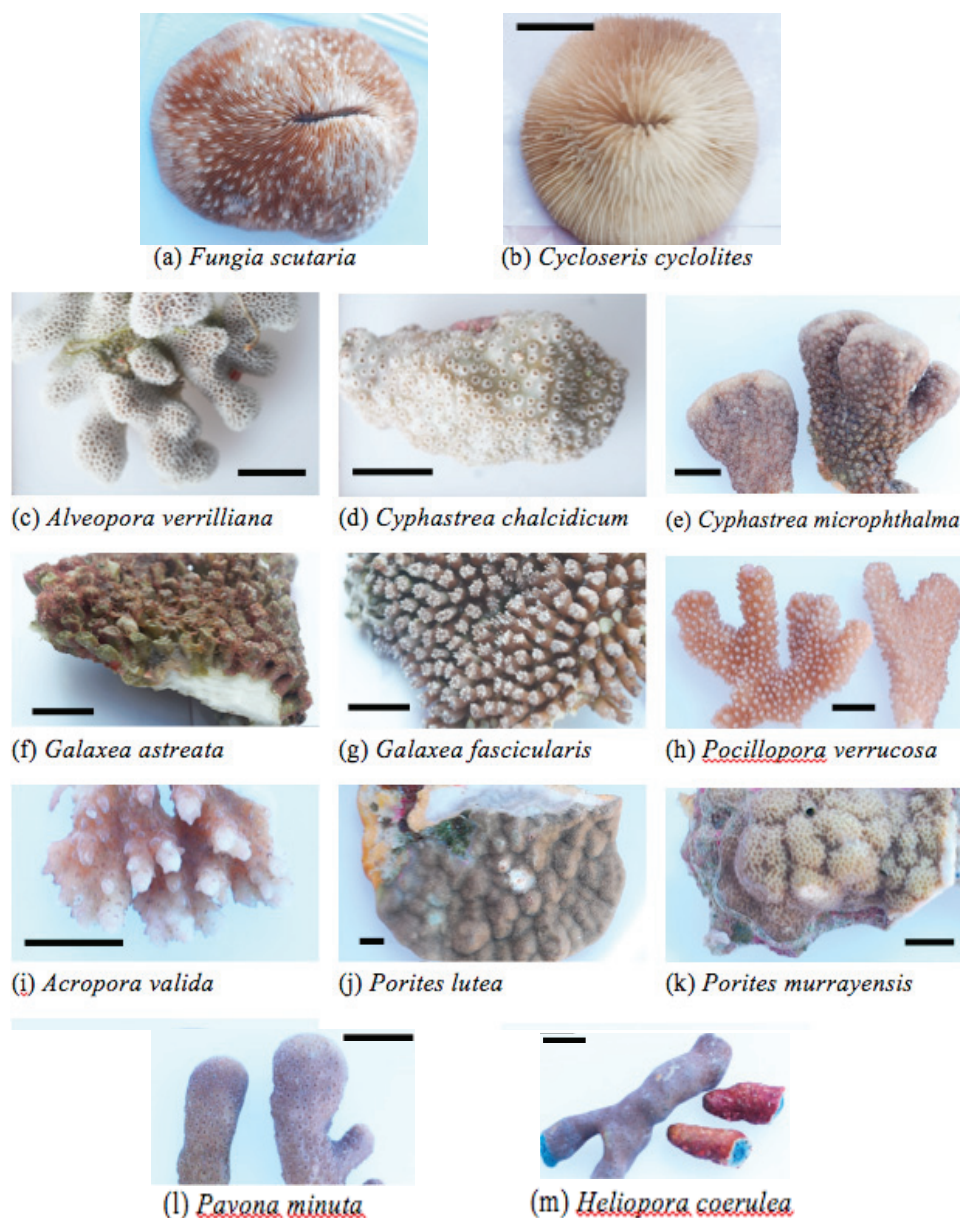 (a) Fungia scutaria
(b) Cycloseris cyclolites
(c) Alveopora verrilliana
(d) Cyphastrea chalcidicum
(e) Cyphastrea microphthalma
(f) Galaxea astreata
(g) Galaxea fascicularis
(h) Pocillopora verrucosa
(i) Acropora valida
(j) Porites lutea
(k) Porites murrayensis
(l) Pavona minuta
(m) Heliopora coerulea